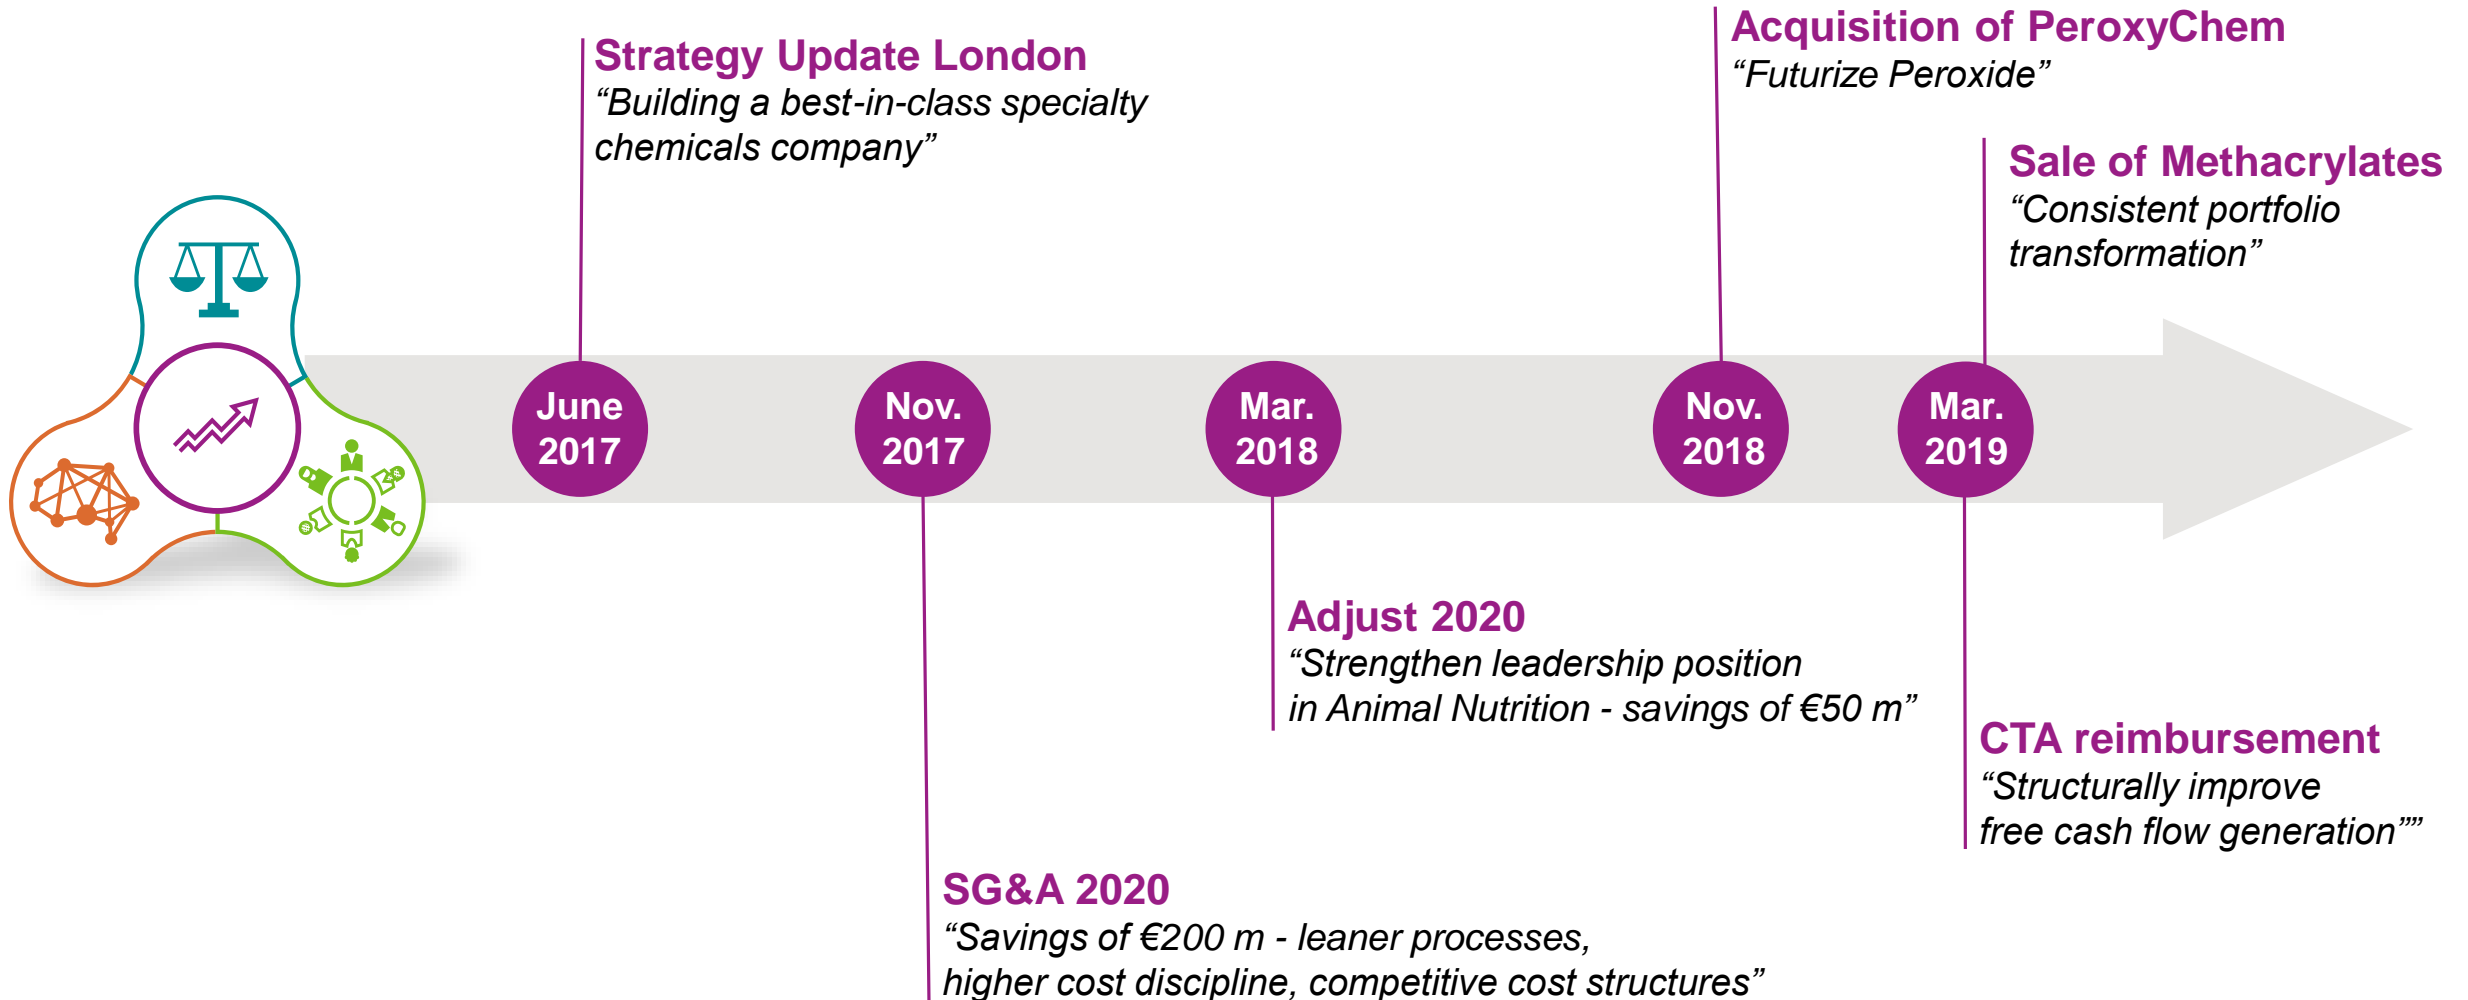 Strategy Update London
“Building a best-in-class specialty
chemicals company”
Acquisition of PeroxyChem
“Futurize Peroxide”
Sale of Methacrylates
“Consistent portfolio
transformation”
June
2017
Nov.
2017
Mar.
2018
Nov.
2018
Mar.
2019
Adjust 2020
“Strengthen leadership position
in Animal Nutrition - savings of €50 m”
CTA reimbursement
“Structurally improve
free cash flow generation””
SG&A 2020
“Savings of €200 m - leaner processes,
higher cost discipline, competitive cost structures”